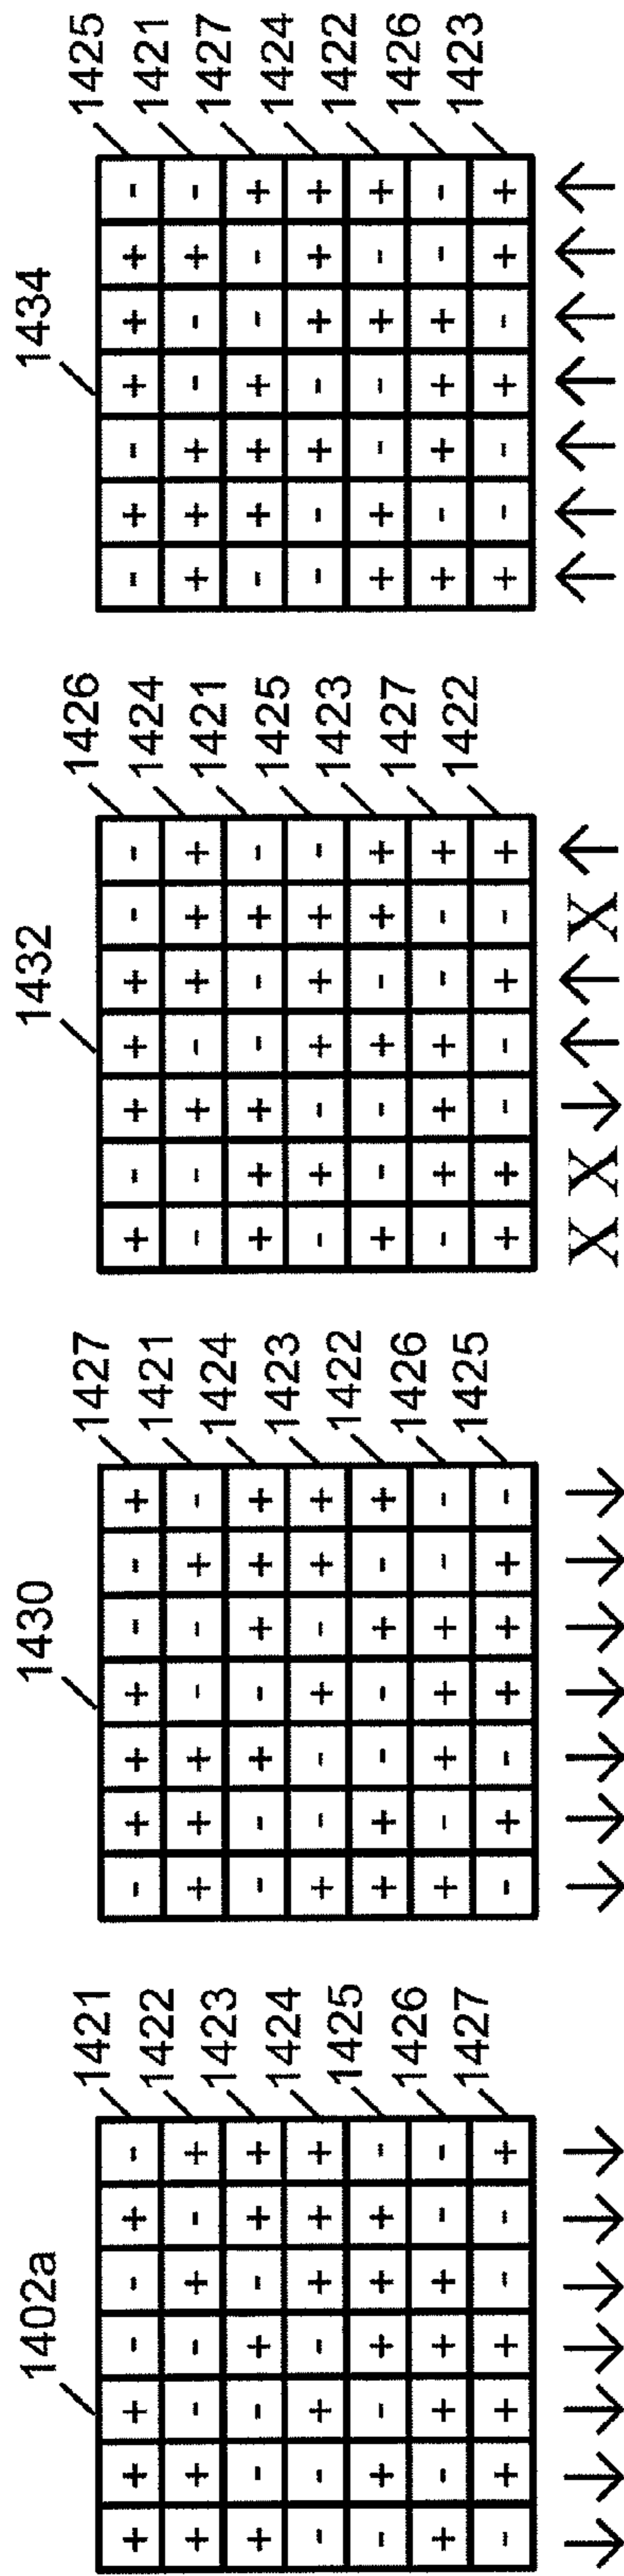 1402a
+ + + - - + - 1421
+ + - - + - + 1422
+ - - + - + + 1423
- - + - + + + 1424
- + - + + + - 1425
+ - + + + - - 1426
- + + + - - + 1427
↓ ↓ ↓ ↓ ↓ ↓ ↓
1430
- + + + - - + 1427
+ + + - - + - 1421
- - + - + + + 1424
+ - - + - + + 1423
+ + - - + - + 1422
+ - + + + - - 1426
- + - + + + - 1425
↓ ↓ ↓ ↓ ↓ ↓ ↓
1432
+ - + + + - - 1426
- - + - + + + 1424
+ + + - - + - 1421
- + - + + + - 1425
+ - - + - + + 1423
- + + + - - + 1427
+ + - - + - + 1422
X X ↓ ↑ ↑ X ↑
1434
- + - + + + - 1425
+ + + - - + - 1421
- + + + - - + 1427
- - + - + + + 1424
+ + - - + - + 1422
+ - + + + - - 1426
+ - - + - + + 1423
↑ ↑ ↑ ↑ ↑ ↑ ↑